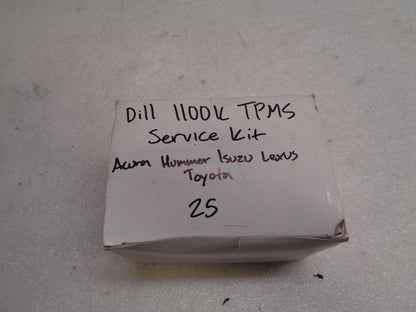 Dill 1100K TPMS
Service Kit
Acura Hummer Isuzu Lexus
Toyota
25